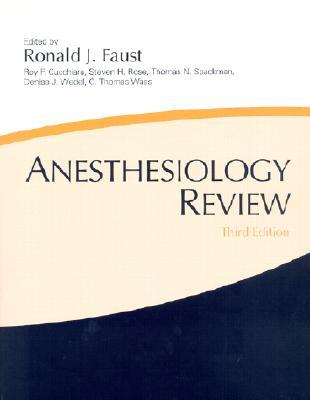 Edited by
Ronald J. Faust
Roy F. Cucchiara, Steven H. Rose, Thomas N. Spackman,
Denise J. Wedel, C. Thomas Wass
ANESTHESIOLOGY
REVIEW
Third Edition